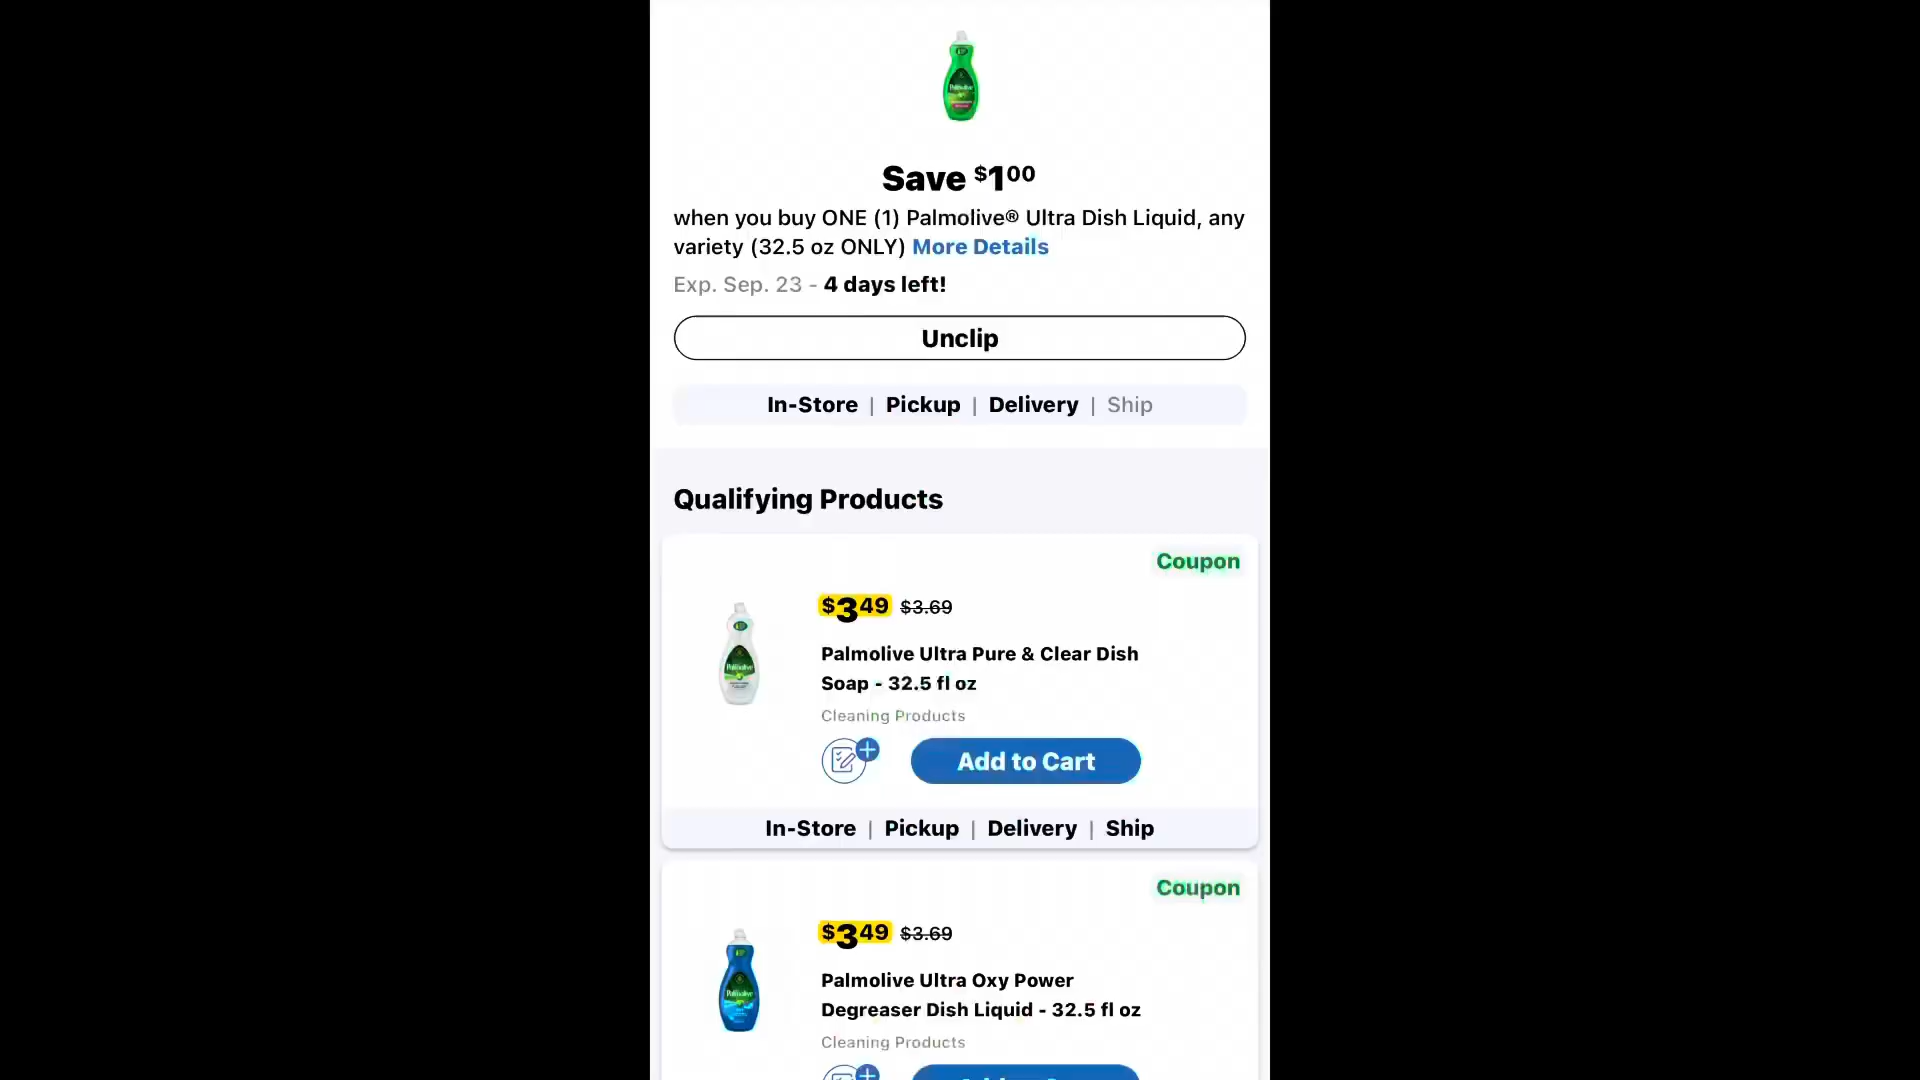 Palmolive
Save $1.00
when you buy ONE (1) Palmolive® Ultra Dish Liquid, any
variety (32.5 oz ONLY) More Details
Exp. Sep. 23 - 4 days left!
Unclip
In-Store | Pickup | Delivery | Ship
Qualifying Products
Coupon
$3.49 $3.69
Palmolive
Palmolive Ultra Pure & Clear Dish
Soap - 32.5 fl oz
Cleaning Products
Add to Cart
In-Store | Pickup | Delivery | Ship
Coupon
$3.49 $3.69
Palmolive
Palmolive Ultra Oxy Power
Degreaser Dish Liquid - 32.5 fl oz
Cleaning Products